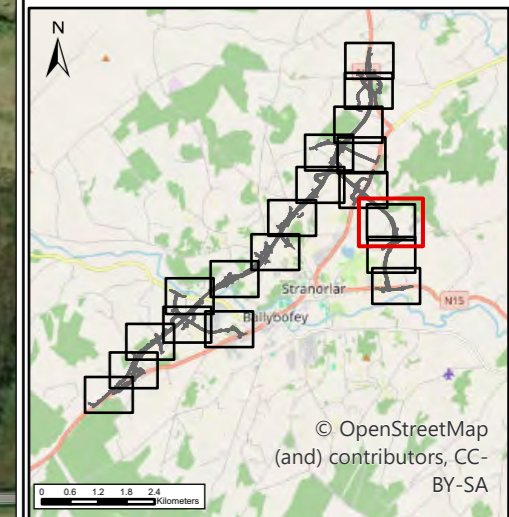 N
Stranorlar
N15
Ballybofey
© OpenStreetMap
(and) contributors, CC-
BY-SA
0 0.6 1.2 1.8 2.4
Kilometers